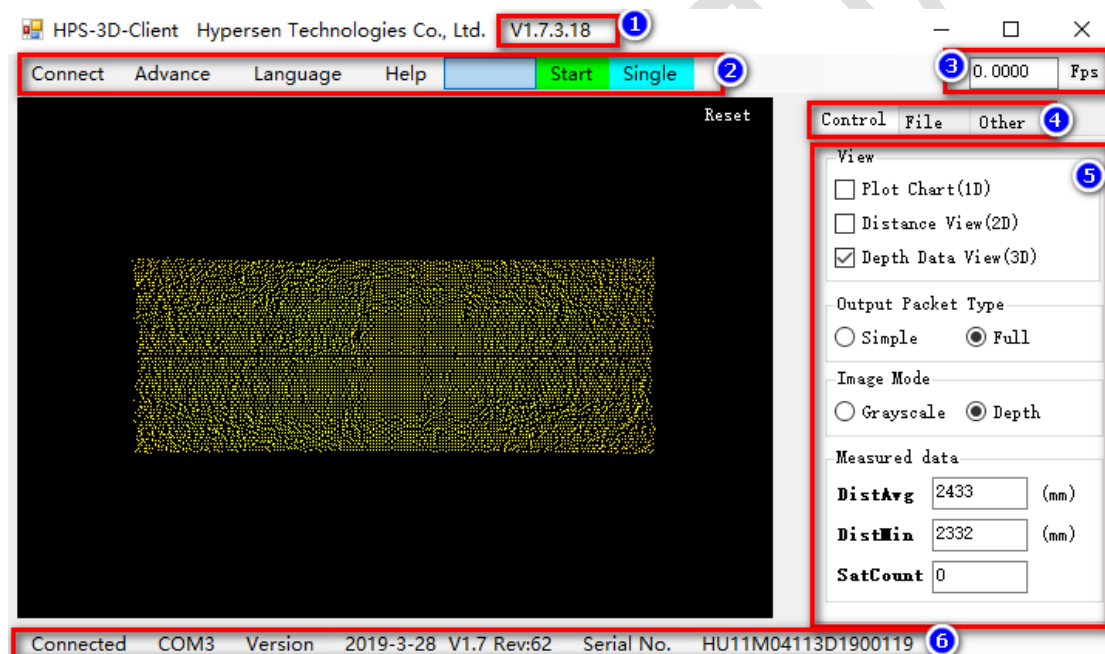 HPS-3D-Client Hypersen Technologies Co., Ltd. V1.7.3.18 1
Connect Advance Language Help Start Single 2
3 0.0000 Fps
Reset
Control File Other 4
5
View
Plot Chart(1D)
Distance View(2D)
Depth Data View(3D)
Output Packet Type
Simple Full
Image Mode
Grayscale Depth
Measured data
DistAvg 2433 (mm)
DistMin 2332 (mm)
SatCount 0
Connected COM3 Version 2019-3-28 V1.7 Rev:62 Serial No. HU11M04113D1900119 6